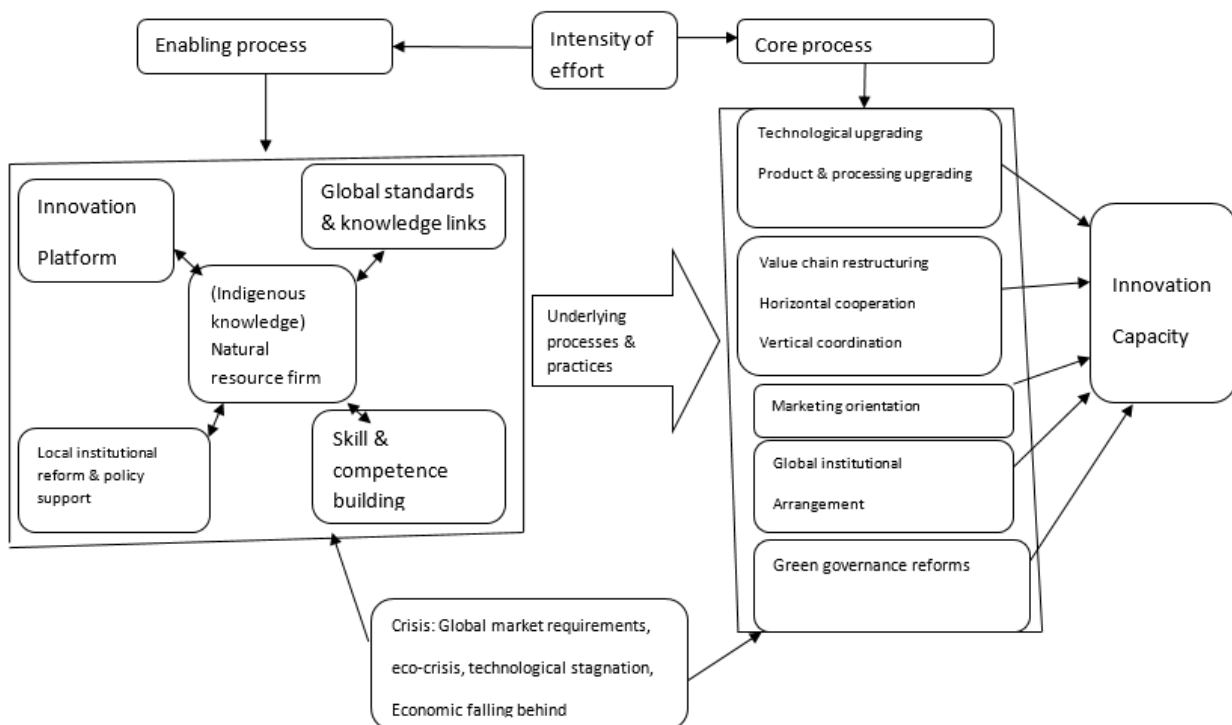 Enabling process
Intensity of
effort
Core process
Innovation
Platform
Global standards
& knowledge links
(Indigenous
knowledge)
Natural
resource firm
Local institutional
reform & policy
support
Skill &
competence
building
Underlying
processes &
practices
Technological upgrading
Product & processing upgrading
Value chain restructuring
Horizontal cooperation
Vertical coordination
Marketing orientation
Global institutional
Arrangement
Green governance reforms
Innovation
Capacity
Crisis: Global market requirements,
eco-crisis, technological stagnation,
Economic falling behind